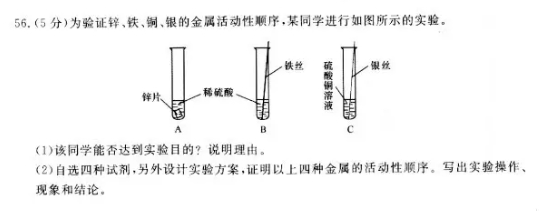 56.(5分)为验证锌、铁、铜、银的金属活动性顺序,某同学进行如图所示的实验。
锌片
稀硫酸
铁丝
硫酸铜溶液
银丝
A
B
C
(1)该同学能否达到实验目的? 说明理由。
(2)自选四种试剂,另外设计实验方案,证明以上四种金属的活动性顺序。写出实验操作、
现象和结论。